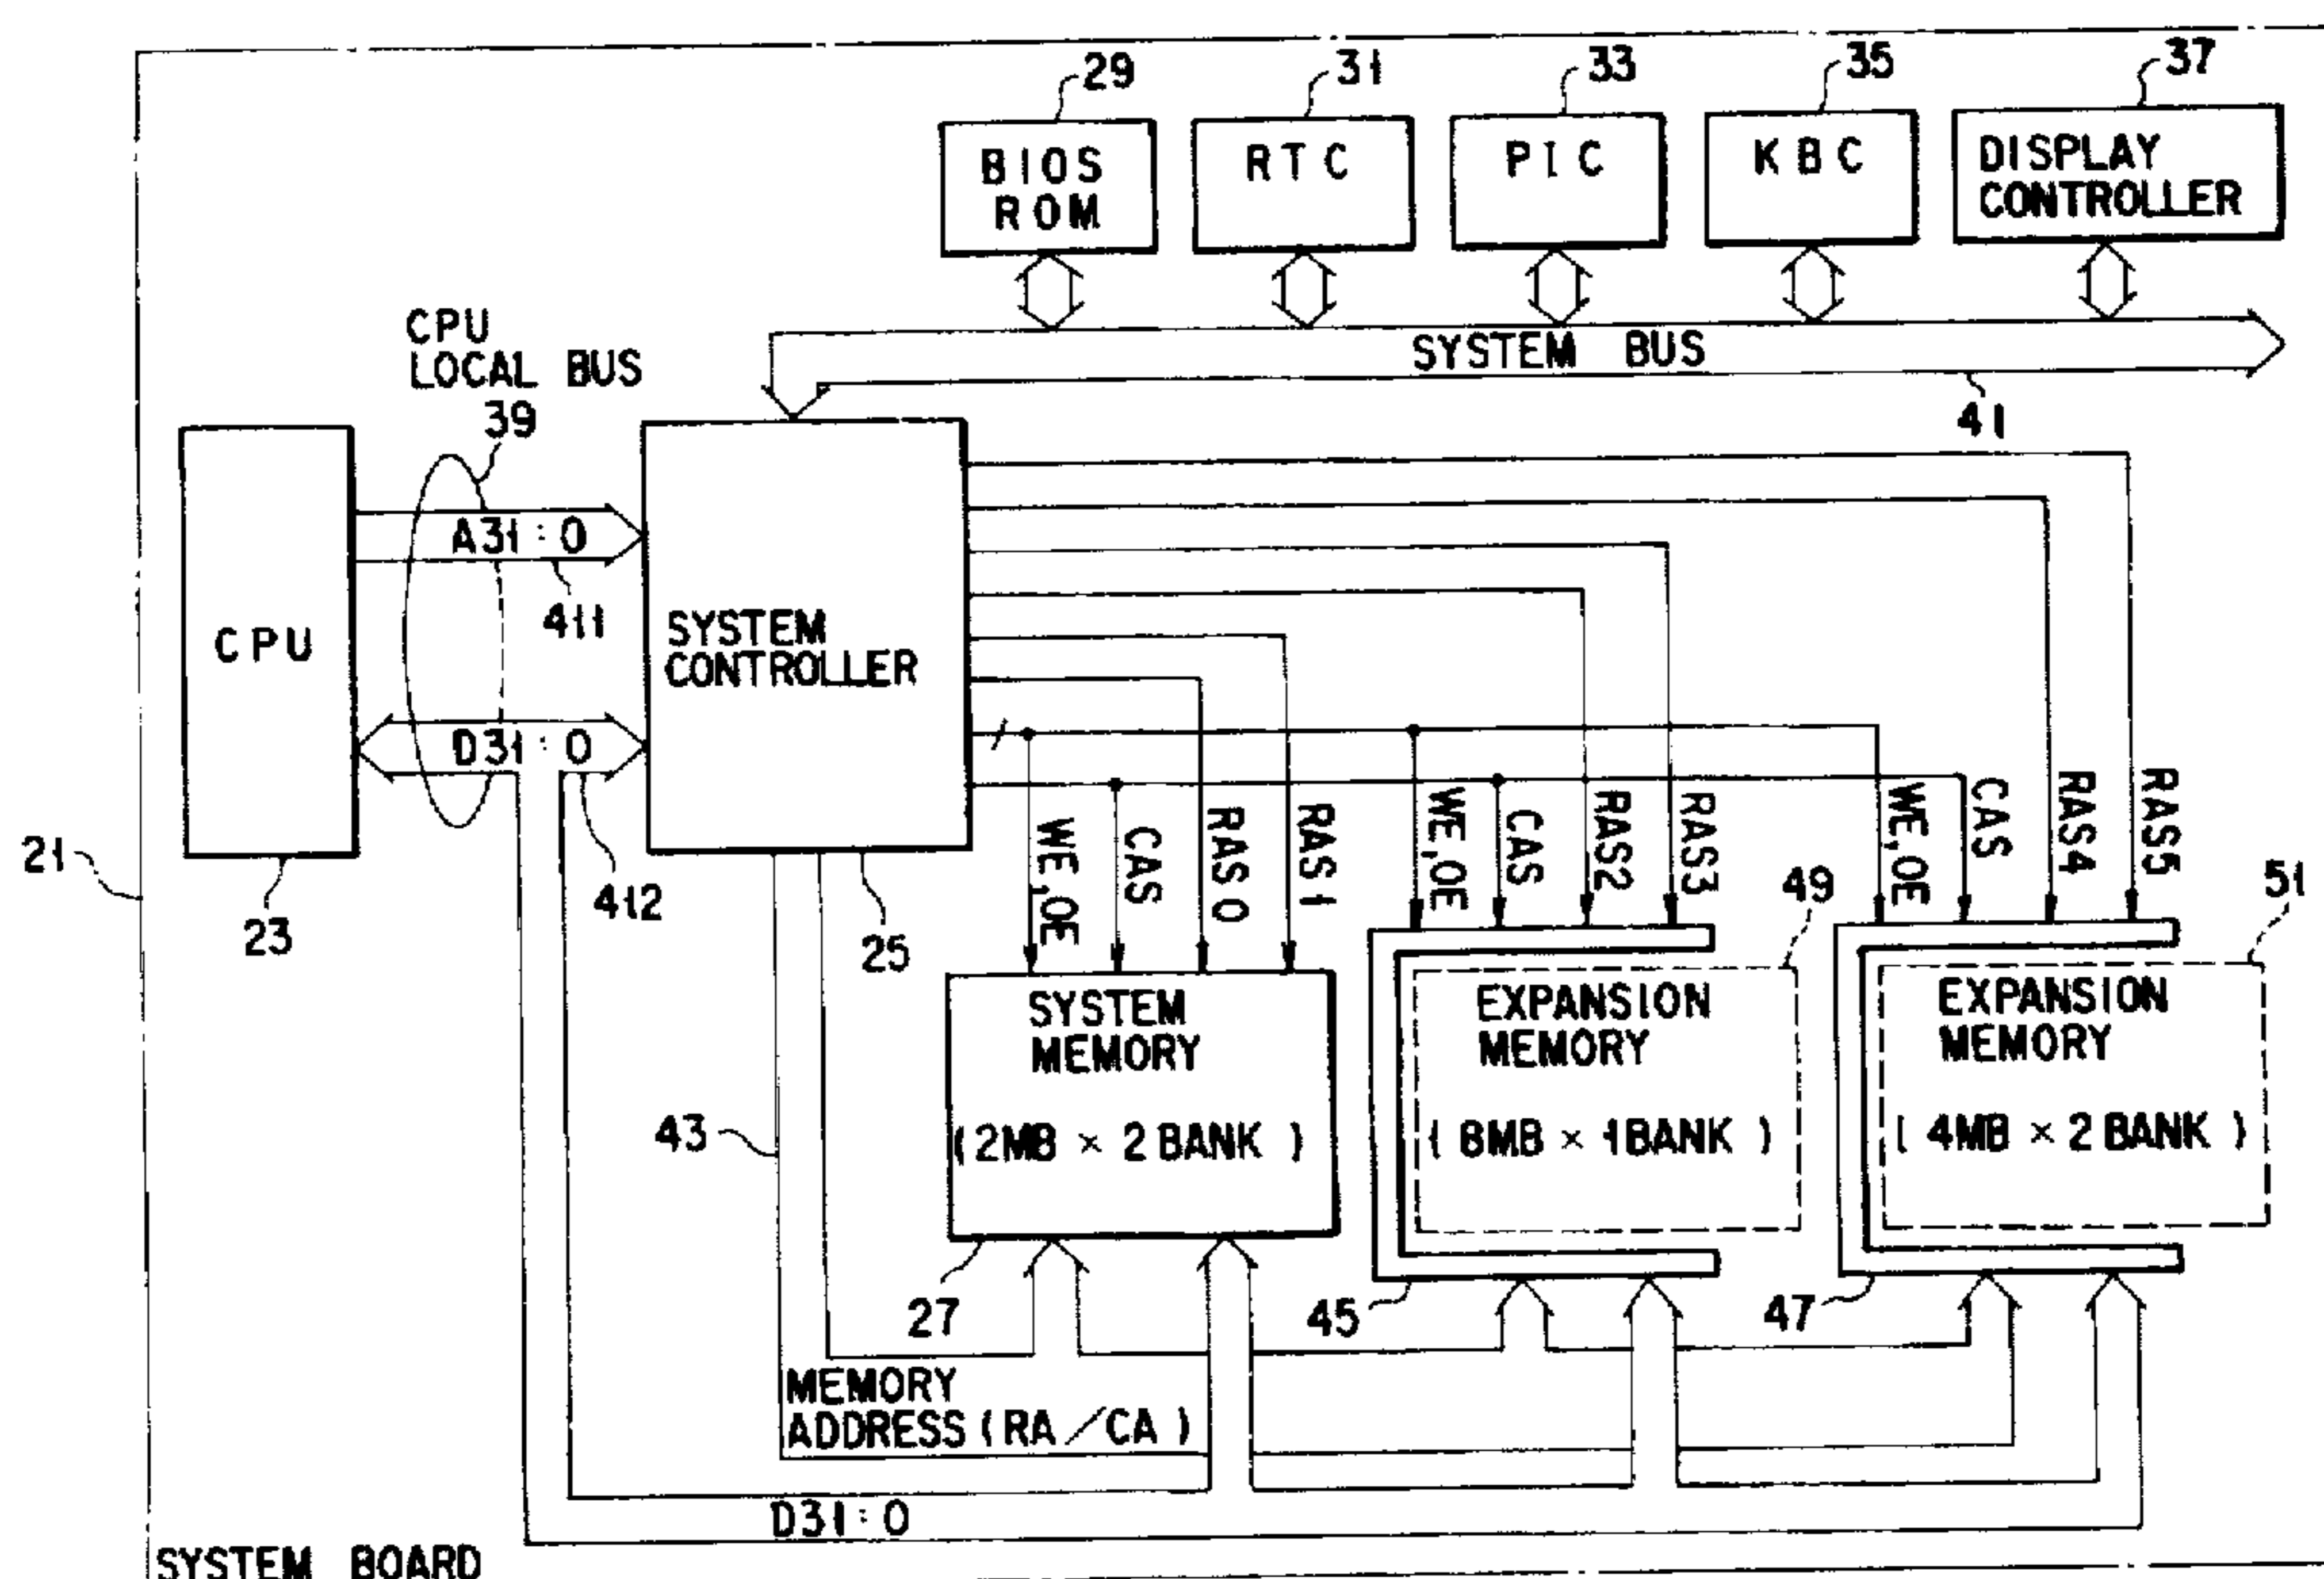 29
31
33
35
37
BIOS
ROM
RTC
PIC
KBC
DISPLAY
CONTROLLER
CPU
LOCAL BUS
39
SYSTEM BUS
41
A31:0
411
CPU
SYSTEM
CONTROLLER
D31:0
412
21
23
25
WE,OE
CAS
RAS0
RAS1
WE,OE
CAS
RAS2
RAS3
WE,OE
CAS
RAS4
RAS5
49
51
SYSTEM
MEMORY
(2MB × 2 BANK)
EXPANSION
MEMORY
(8MB × 1BANK)
EXPANSION
MEMORY
(4MB × 2 BANK)
43
27
45
47
MEMORY
ADDRESS (RA/CA)
D31:0
SYSTEM BOARD